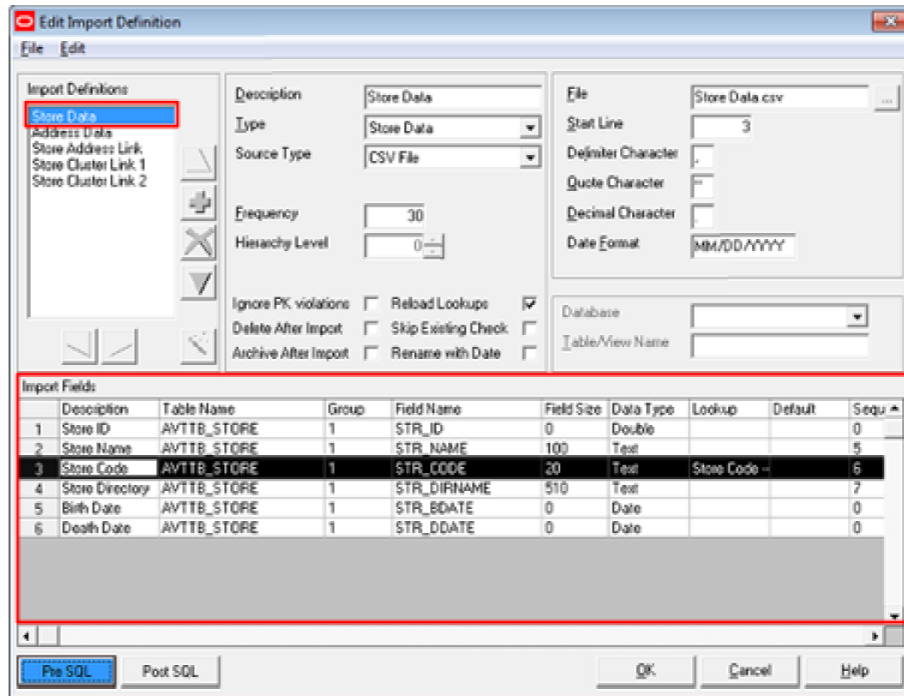 Edit Import Definition
File Edit
Import Definitions
Store Data
Address Data
Store Address Link
Store Cluster Link 1
Store Cluster Link 2
Description Store Data
Type Store Data
Source Type CSV File
Frequency 30
Hierarchy Level 0
Ignore PK violations Reload Lookups
Delete After Import Skip Existing Check
Archive After Import Rename with Date
File Store Data.csv ...
Start Line 3
Delimiter Character ,
Quote Character "
Decimal Character .
Date Format MM/DD/YYYY
Database
Table/View Name
Import Fields
Description Table Name Group Field Name Field Size Data Type Lookup Default Sequ
1 Store ID AVTTB_STORE 1 STR_ID 0 Double 0
2 Store Name AVTTB_STORE 1 STR_NAME 100 Text 5
3 Store Code AVTTB_STORE 1 STR_CODE 20 Text Store Code -- 6
4 Store Directory AVTTB_STORE 1 STR_DIRNAME 510 Text 7
5 Birth Date AVTTB_STORE 1 STR_BDATE 0 Date 0
6 Death Date AVTTB_STORE 1 STR_DDATE 0 Date 0
Pre SQL Post SQL OK Cancel Help